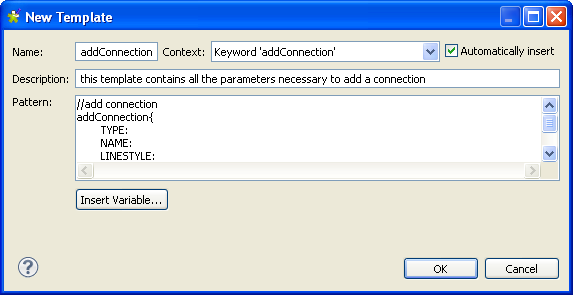 New Template
Name: addConnection Context: Keyword 'addConnection' Automatically insert
Description: this template contains all the parameters necessary to add a connection
Pattern: //add connection
addConnection{
TYPE:
NAME:
LINESTYLE:
Insert Variable...
? OK Cancel